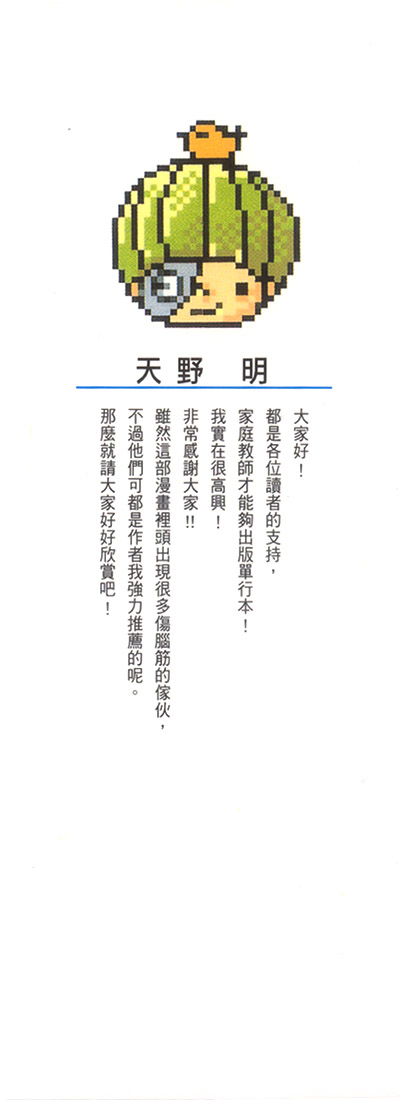 天野 明
大家好！
都是各位讀者的支持，
家庭教師才能夠出版單行本！
我實在很高興！
非常感謝大家!!
雖然這部漫畫裡頭出現很多傷腦筋的傢伙，
不過他們可都是作者我強力推薦的呢。
那麼就請大家好好欣賞吧！